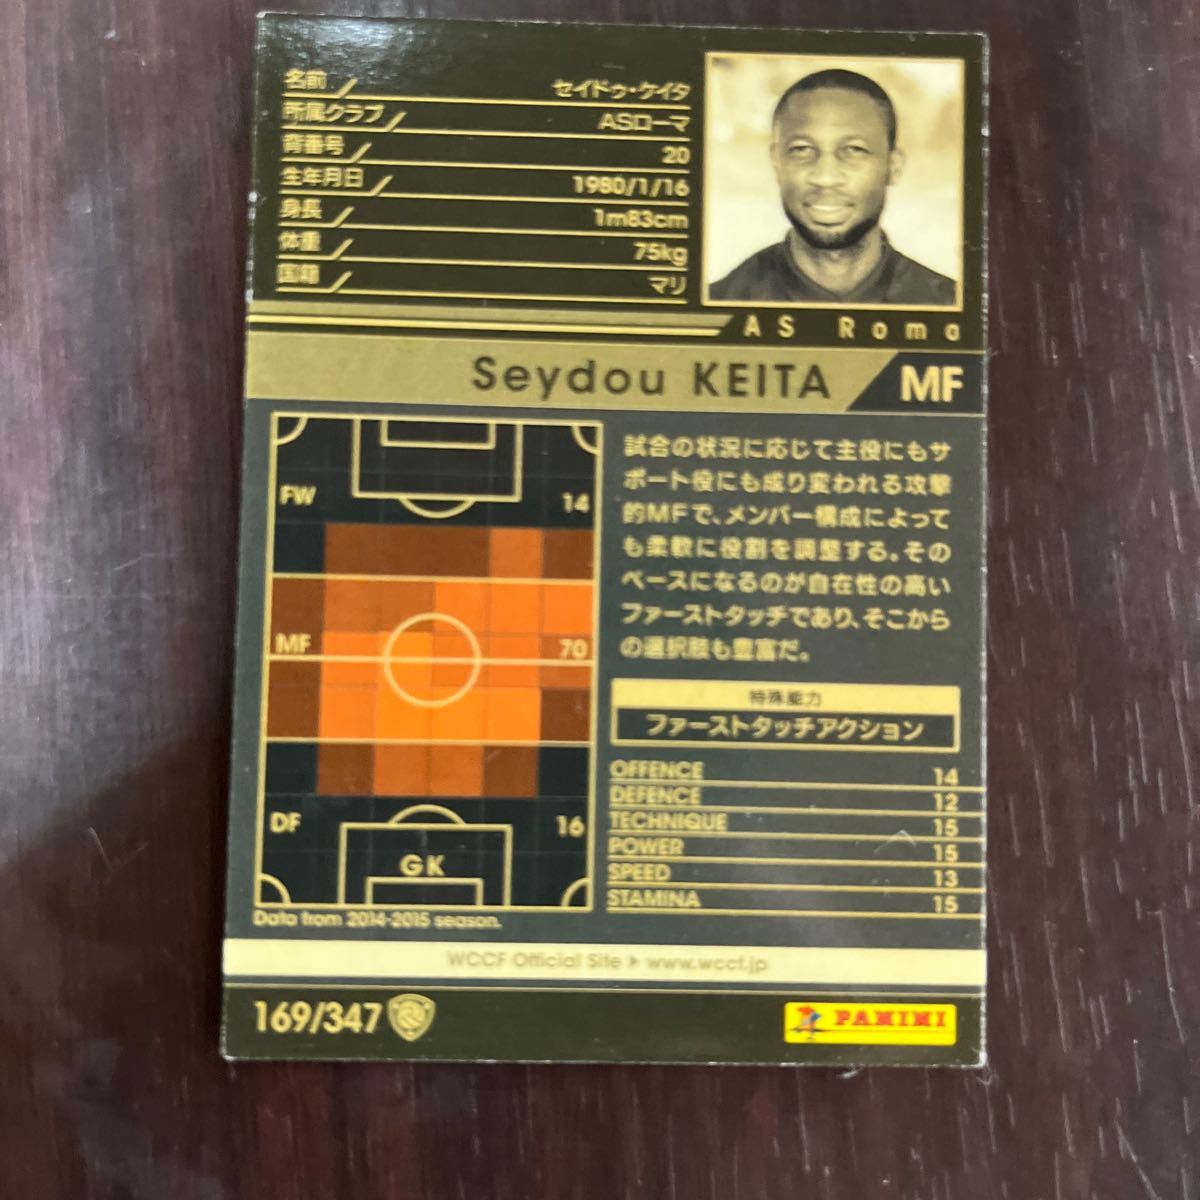 名前 セイドゥ・ケイタ
所属クラブ ASローマ
背番号 20
生年月日 1980/1/16
身長 1m83cm
体重 75kg
国籍 マリ
AS Roma
Seydou KEITA MF
FW 14
MF 70
DF 16
GK
Data from 2014-2015 season.
試合の状況に応じて主役にもサ
ポート役にも成り変われる攻撃
的MFで、メンバー構成によって
も柔軟に役割を調整する。その
ベースになるのが自在性の高い
ファーストタッチであり、そこから
の選択肢も豊富だ。
特殊能力
ファーストタッチアクション
OFFENCE 14
DEFENCE 12
TECHNIQUE 15
POWER 15
SPEED 13
STAMINA 15
WCCF Official Site ▶ www.wccf.jp
169/347
PANINI